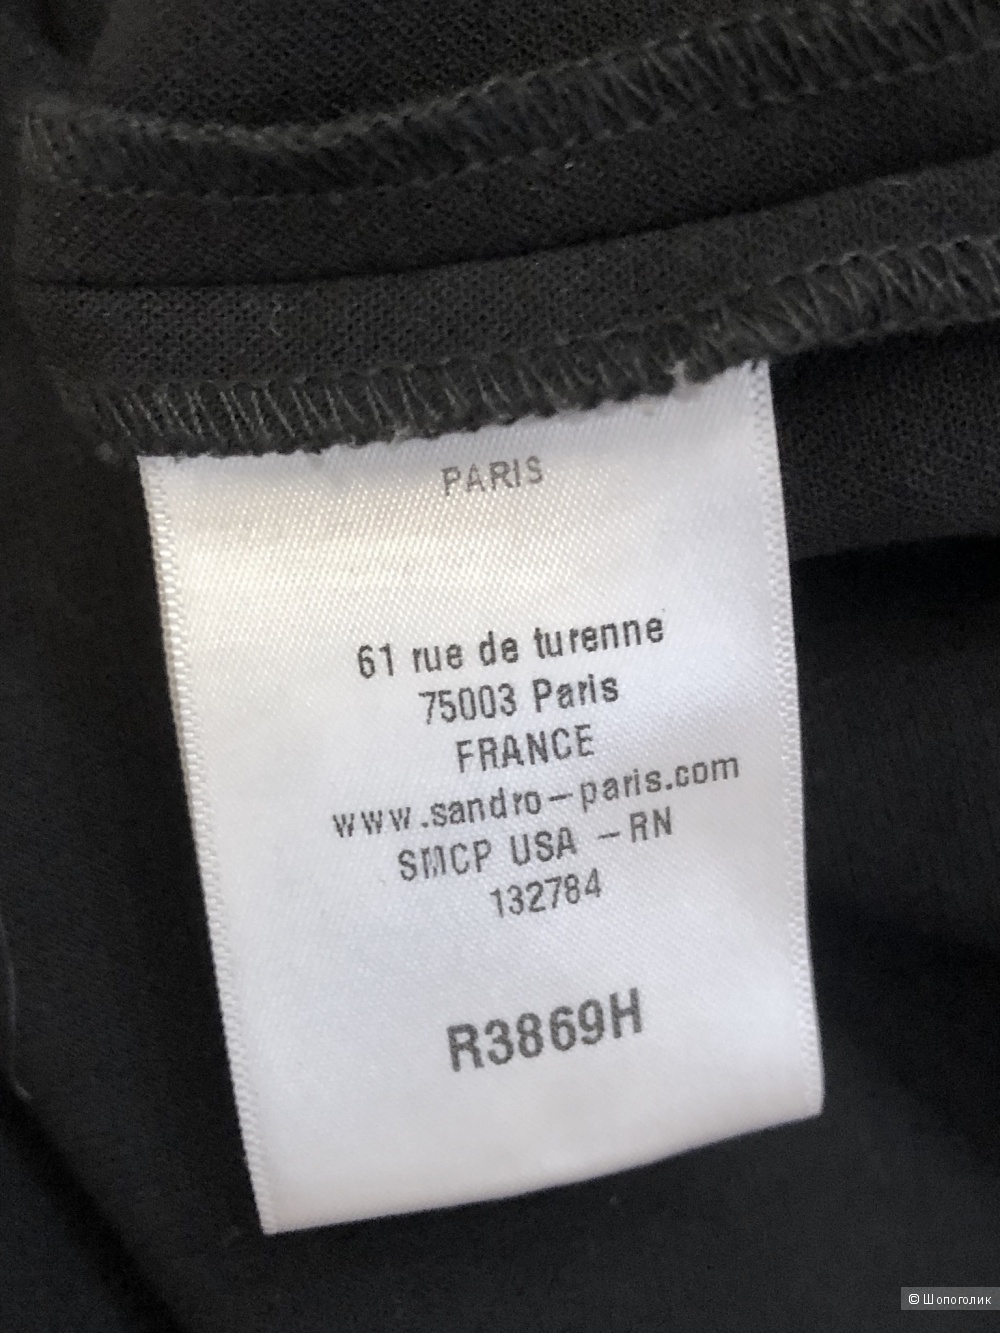 PARIS
61 rue de turenne
75003 Paris
FRANCE
www.sandro-paris.com
SMCP USA -RN
132784
R3869H
© Шопоголик